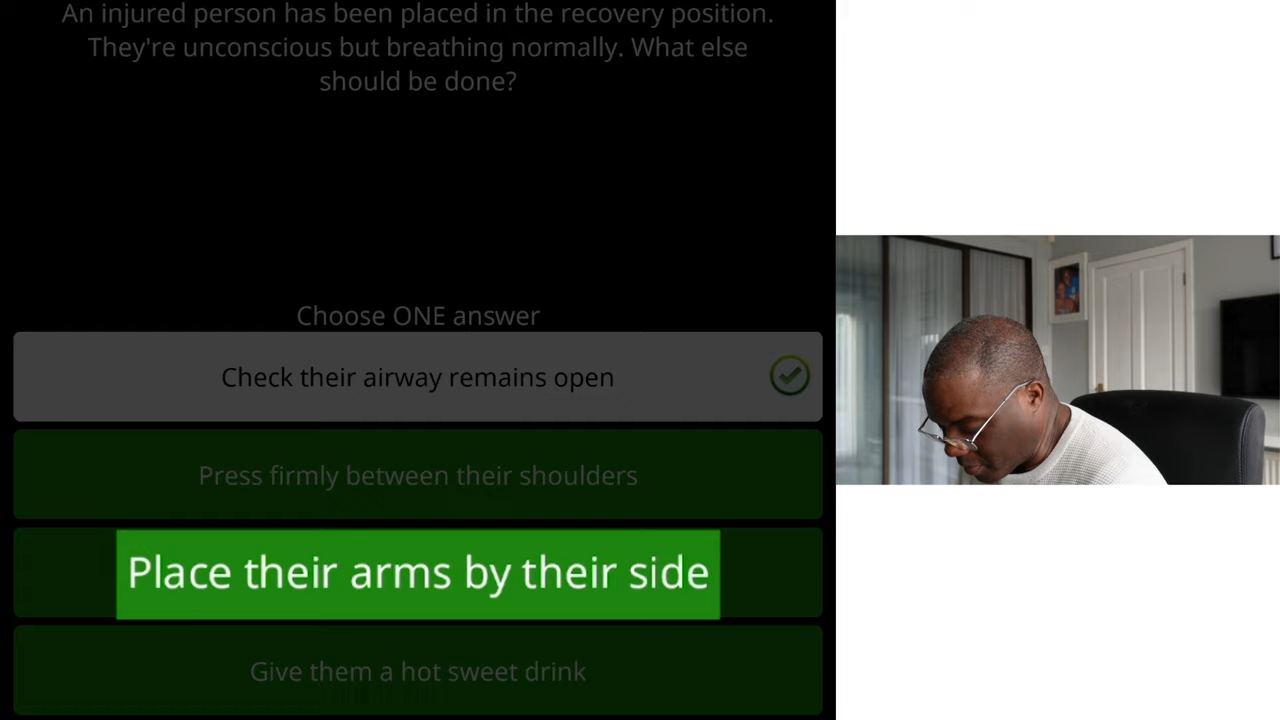 An injured person has been placed in the recovery position.
They're unconscious but breathing normally. What else
should be done?
Choose ONE answer
Check their airway remains open
Press firmly between their shoulders
Place their arms by their side
Give them a hot sweet drink